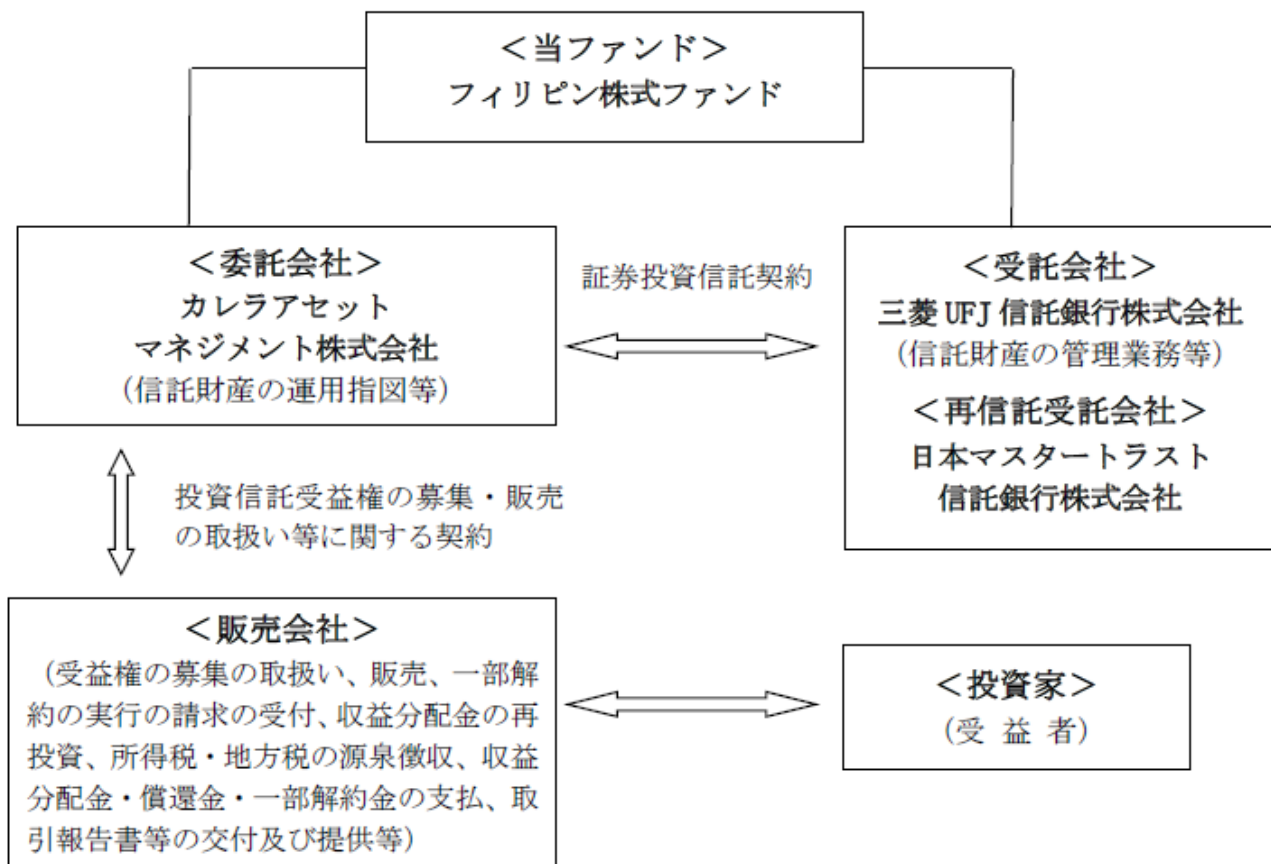 ＜当ファンド＞
フィリピン株式ファンド
＜委託会社＞
カレラアセット
マネジメント株式会社
（信託財産の運用指図等）
証券投資信託契約
＜受託会社＞
三菱 UFJ 信託銀行株式会社
（信託財産の管理業務等）
＜再信託受託会社＞
日本マスタートラスト
信託銀行株式会社
投資信託受益権の募集・販売
の取扱い等に関する契約
＜販売会社＞
（受益権の募集の取扱い、販売、一部解
約の実行の請求の受付、収益分配金の再
投資、所得税・地方税の源泉徴収、収益
分配金・償還金・一部解約金の支払、取
引報告書等の交付及び提供等）
＜投資家＞
（受 益 者）